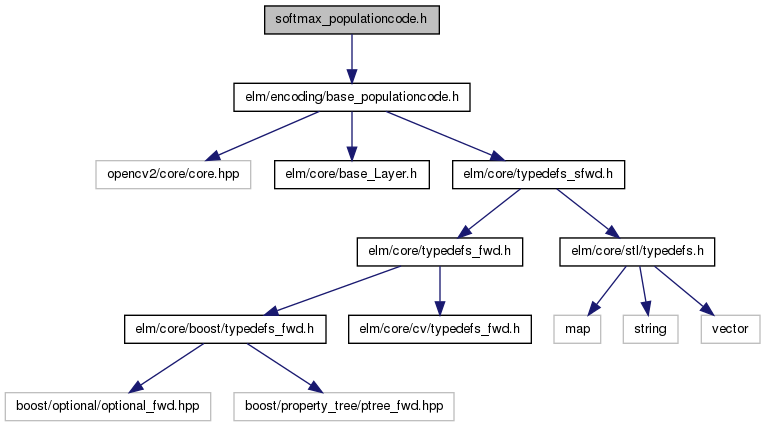 softmax_populationcode.h
elm/encoding/base_populationcode.h
opencv2/core/core.hpp
elm/core/base_Layer.h
elm/core/typedefs_sfwd.h
elm/core/typedefs_fwd.h
elm/core/stl/typedefs.h
elm/core/boost/typedefs_fwd.h
elm/core/cv/typedefs_fwd.h
map
string
vector
boost/optional/optional_fwd.hpp
boost/property_tree/ptree_fwd.hpp